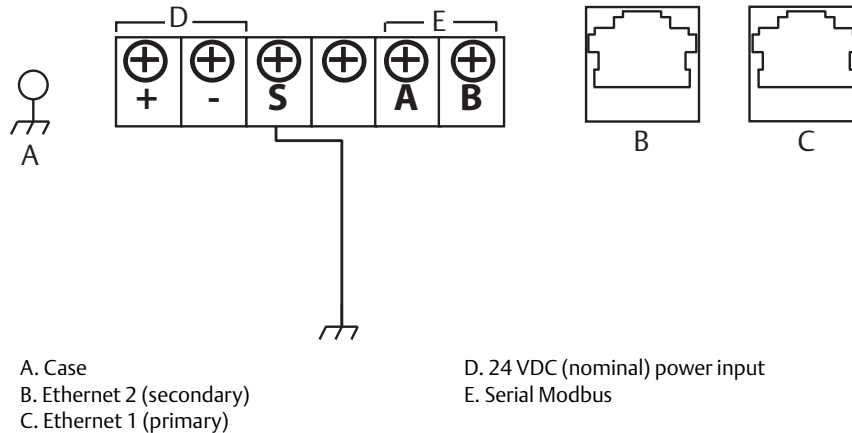 D E
+ - S A B
A B C
A. Case
B. Ethernet 2 (secondary)
C. Ethernet 1 (primary)
D. 24 VDC (nominal) power input
E. Serial Modbus